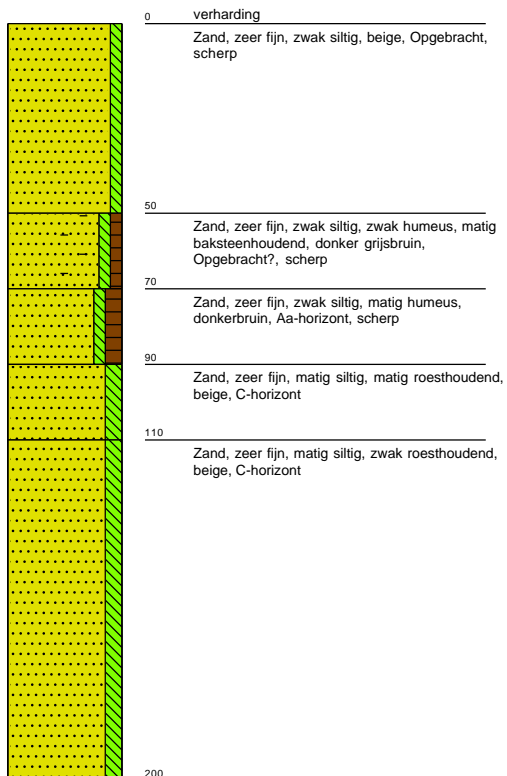 0 verharding
Zand, zeer fijn, zwak siltig, beige, Opgebracht,
scherp
50
Zand, zeer fijn, zwak siltig, zwak humeus, matig
baksteenhoudend, donker grijsbruin,
Opgebracht?, scherp
70
Zand, zeer fijn, zwak siltig, matig humeus,
donkerbruin, Aa-horizont, scherp
90
Zand, zeer fijn, matig siltig, matig roesthoudend,
beige, C-horizont
110
Zand, zeer fijn, matig siltig, zwak roesthoudend,
beige, C-horizont
200